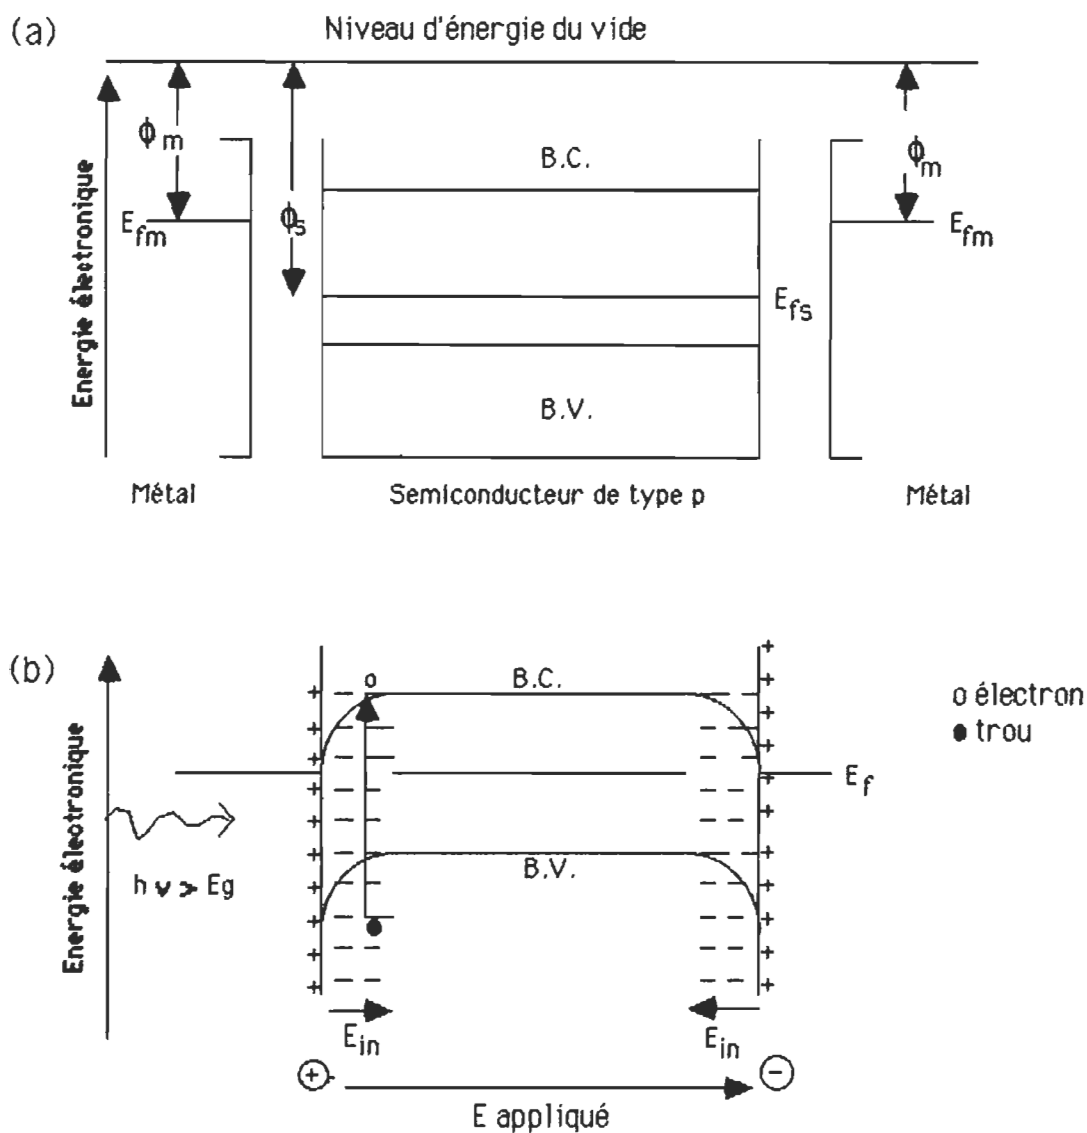 (a)
Niveau d'énergie du vide
Energie électronique
ϕm
ϕs
B.C.
ϕm
Efm
Efm
Efs
B.V.
Métal
Semiconducteur de type p
Métal
(b)
Energie électronique
o
B.C.
o électron
● trou
Ef
hν > Eg
B.V.
Ein
Ein
+
−
E appliqué